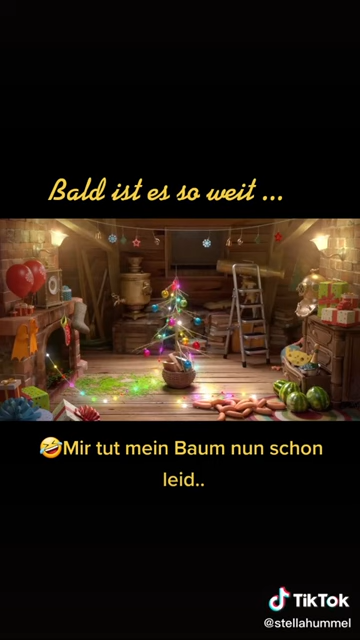 Bald ist es so weit ...
🤣Mir tut mein Baum nun schon
leid..
TikTok
@stellahummel